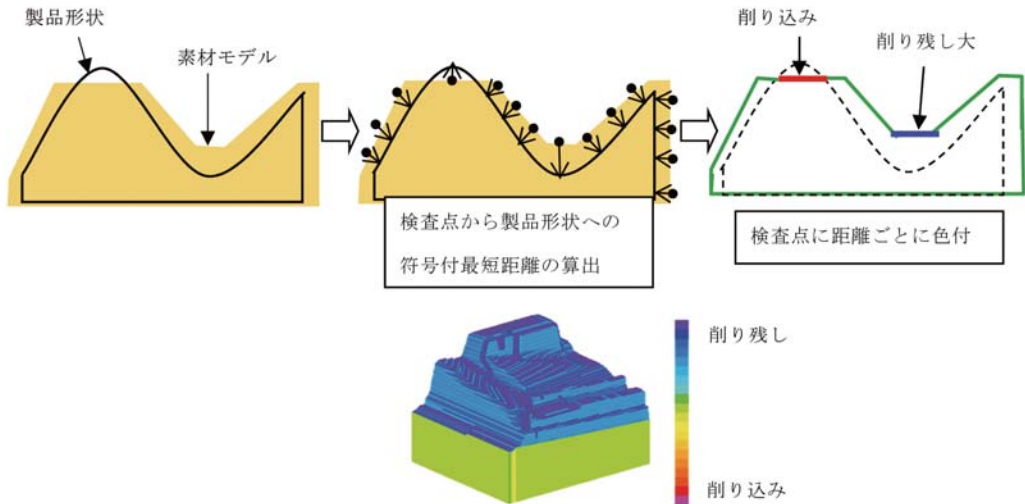 製品形状
素材モデル
検査点から製品形状への
符号付最短距離の算出
削り込み
削り残し大
検査点に距離ごとに色付
削り残し
削り込み